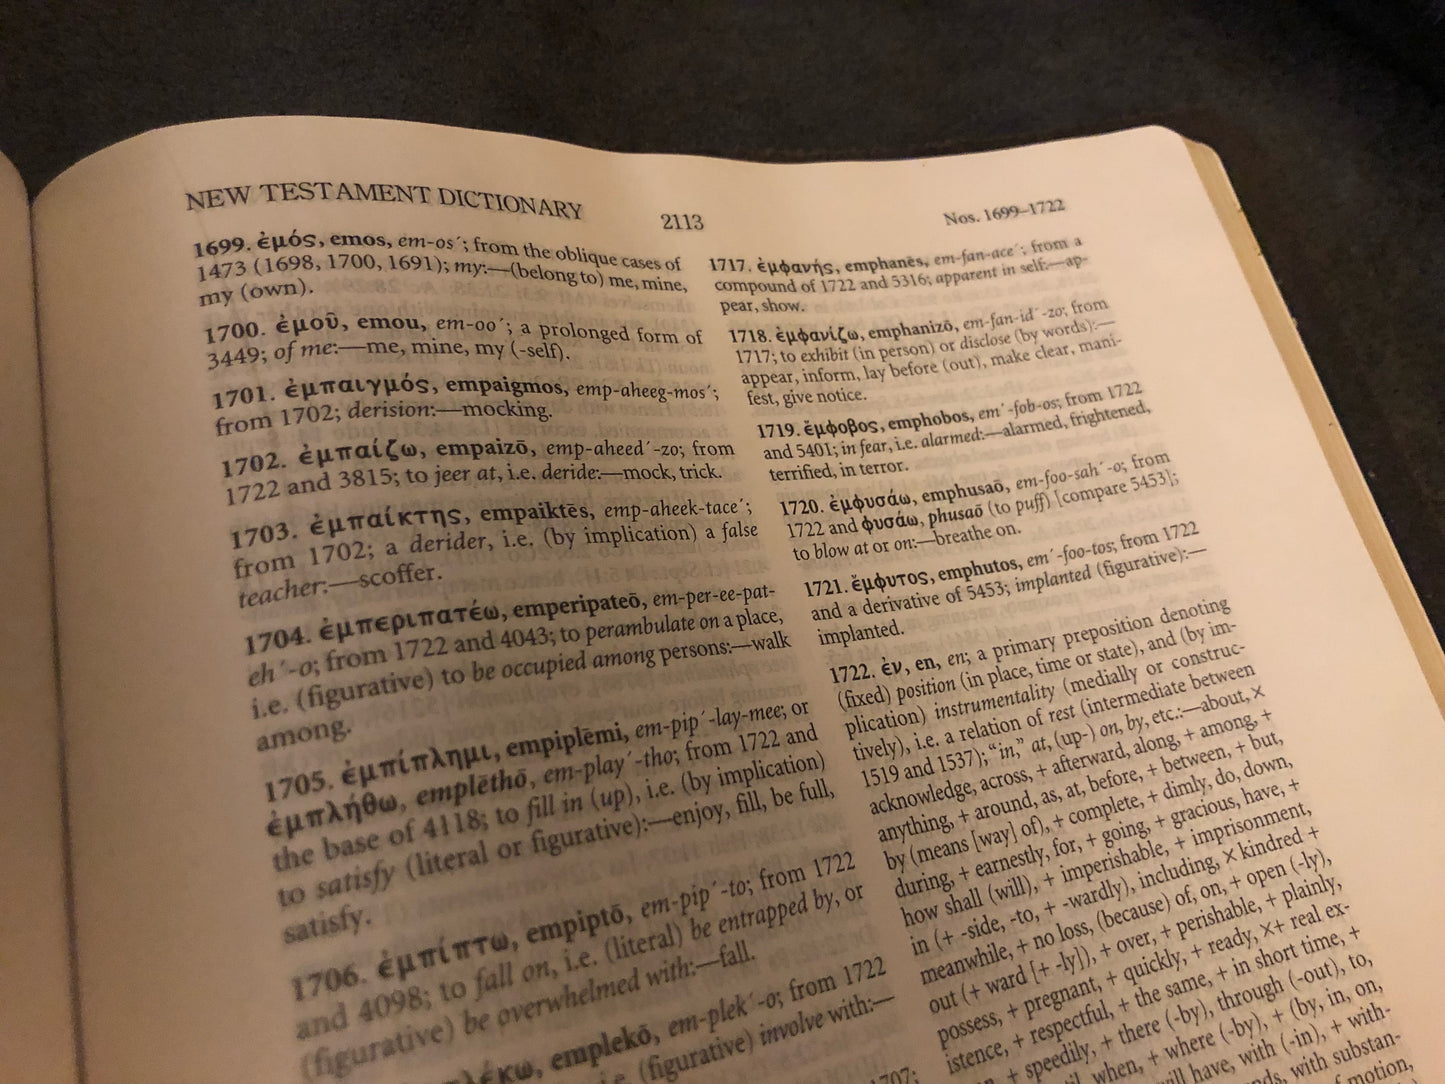 NEW TESTAMENT DICTIONARY
2113
Nos. 1699–1722
1699. ἐμός, emos, em-os´; from the oblique cases of
1473 (1698, 1700, 1691); my:—(belong to) me, mine,
my (own).
1700. ἐμοῦ, emou, em-oo´; a prolonged form of
3449; of me:—me, mine, my (-self).
1701. ἐμπαιγμός, empaigmos, emp-aheeg-mos´;
from 1702; derision:—mocking.
1702. ἐμπαίζω, empaizō, emp-aheed´-zo; from
1722 and 3815; to jeer at, i.e. deride:—mock, trick.
1703. ἐμπαίκτης, empaiktēs, emp-aheek-tace´;
from 1702; a derider, i.e. (by implication) a false
teacher:—scoffer.
1704. ἐμπεριπατέω, emperipateō, em-per-ee-pat-
eh´-o; from 1722 and 4043; to perambulate on a place,
i.e. (figurative) to be occupied among persons:—walk
among.
1705. ἐμπίπλημι, empiplēmi, em-pip´-lay-mee; or
ἐμπλήθω, emplēthō, em-play´-tho; from 1722 and
the base of 4118; to fill in (up), i.e. (by implication)
to satisfy (literal or figurative):—enjoy, fill, be full,
satisfy.
1706. ἐμπίπτω, empiptō, em-pip´-to; from 1722
and 4098; to fall on, i.e. (literal) be entrapped by, or
(figurative) be overwhelmed with:—fall.
emplekō, em-plek´-o; from 1722
(figurative) involve with:—
1707;
1717. ἐμφανής, emphanēs, em-fan-ace´; from a
compound of 1722 and 5316; apparent in self:—ap-
pear, show.
1718. ἐμφανίζω, emphanizō, em-fan-id´-zo; from
1717; to exhibit (in person) or disclose (by words):—
appear, inform, lay before (out), make clear, mani-
fest, give notice.
1719. ἔμφοβος, emphobos, em´-fob-os; from 1722
and 5401; in fear, i.e. alarmed:—alarmed, frightened,
terrified, in terror.
1720. ἐμφυσάω, emphusaō, em-foo-sah´-o; from
1722 and φυσάω, phusaō (to puff) [compare 5453];
to blow at or on:—breathe on.
1721. ἔμφυτος, emphutos, em´-foo-tos; from 1722
and a derivative of 5453; implanted (figurative):—
implanted.
1722. ἐν, en, en; a primary preposition denoting
(fixed) position (in place, time or state), and (by im-
plication) instrumentality (medially or construc-
tively), i.e. a relation of rest (intermediate between
1519 and 1537); “in,” at, (up-) on, by, etc.:—about, ×
acknowledge, across, + afterward, along, + among, +
anything, + around, as, at, before, + between, + but,
by (means [way] of), + complete, + dimly, do, down,
during, + earnestly, for, + going, + gracious, have, +
how shall (will), + imperishable, + imprisonment,
in (+ -side, -to, + -wardly), including, × kindred +
meanwhile, + no loss, (because) of, on, + open (-ly),
out (+ ward [+ -ly]), + over, + perishable, + plainly,
possess, + pregnant, + quickly, + ready, ×+ real ex-
istence, + respectful, + the same, + in short time, +
+ speedily, + there (-by), through (-out), to,
when, + where (-by), + (by, in, on,
have, with (-in), + with-
with substan-
motion,